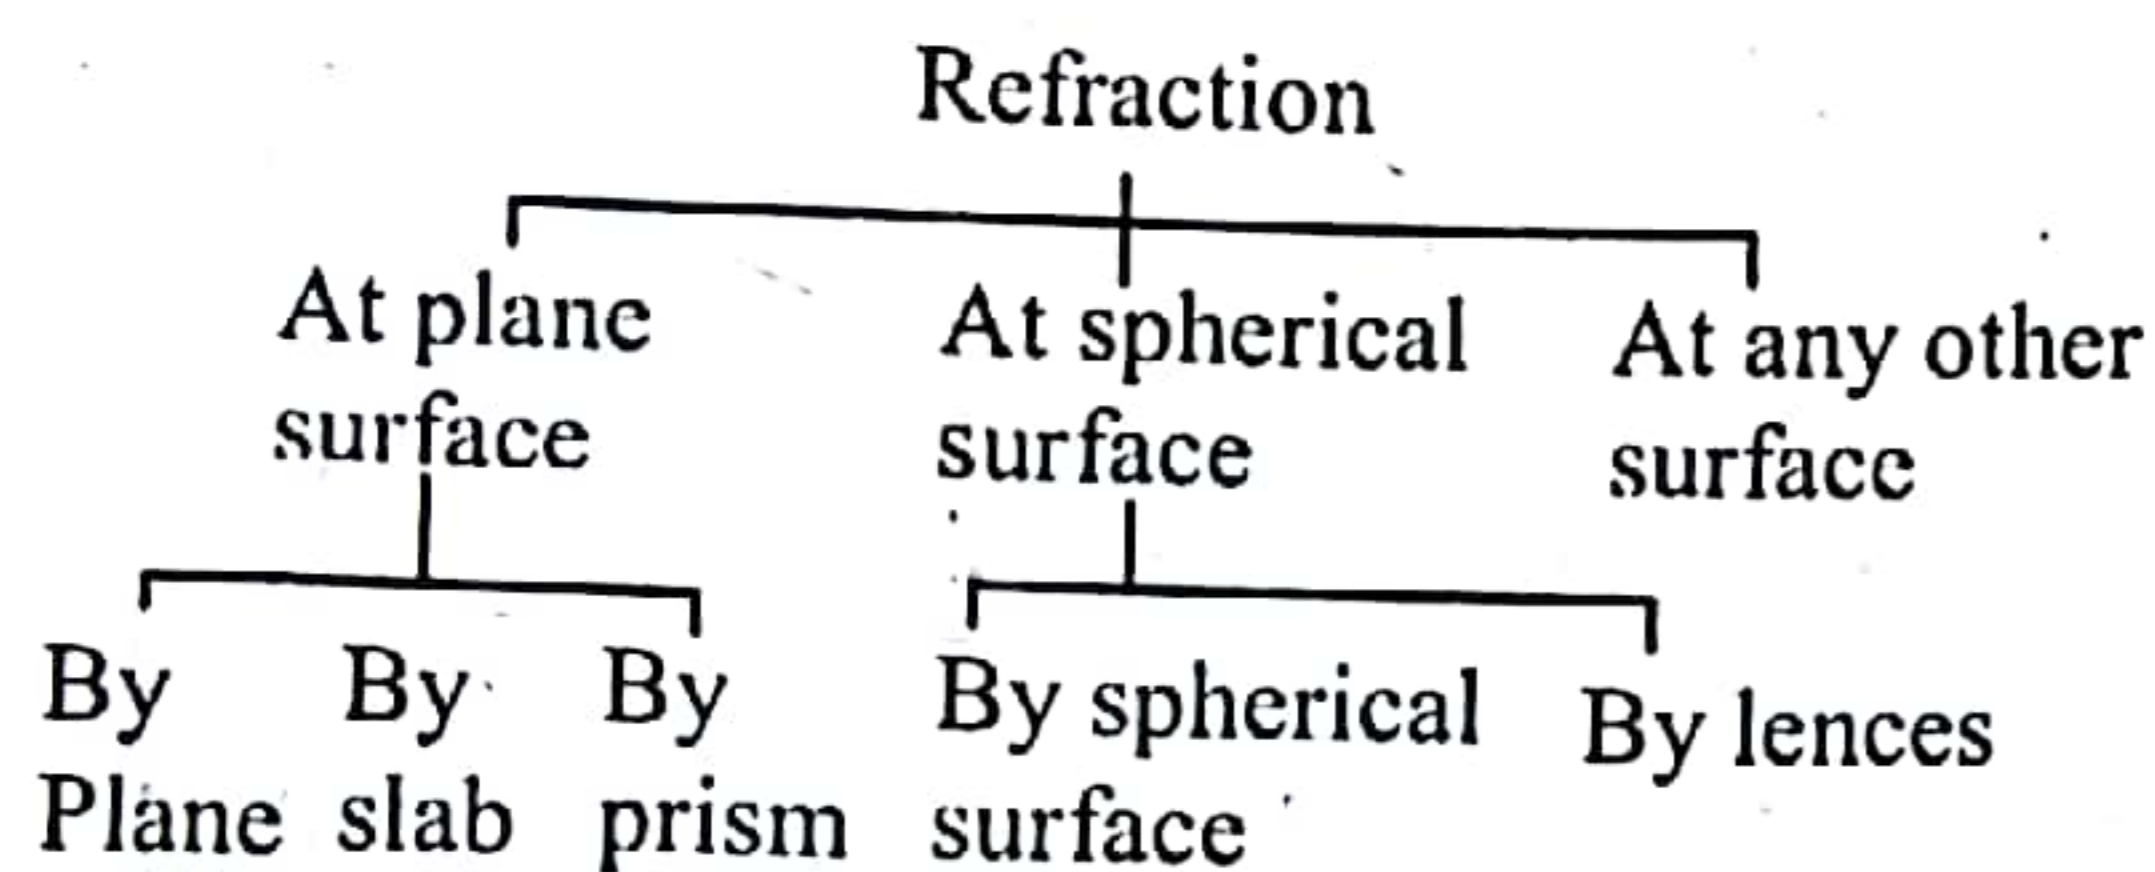 Refraction
At plane
surface
At spherical
surface
At any other
surface
By
Plane
By
slab
By
prism
By spherical
surface
By lences